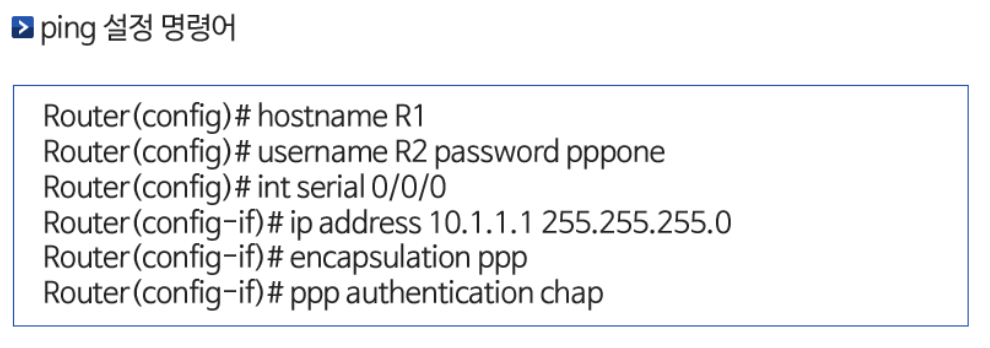 ping 설정 명령어
Router(config)# hostname R1
Router(config)# username R2 password pppone
Router(config)# int serial 0/0/0
Router(config-if)# ip address 10.1.1.1 255.255.255.0
Router(config-if)# encapsulation ppp
Router(config-if)# ppp authentication chap